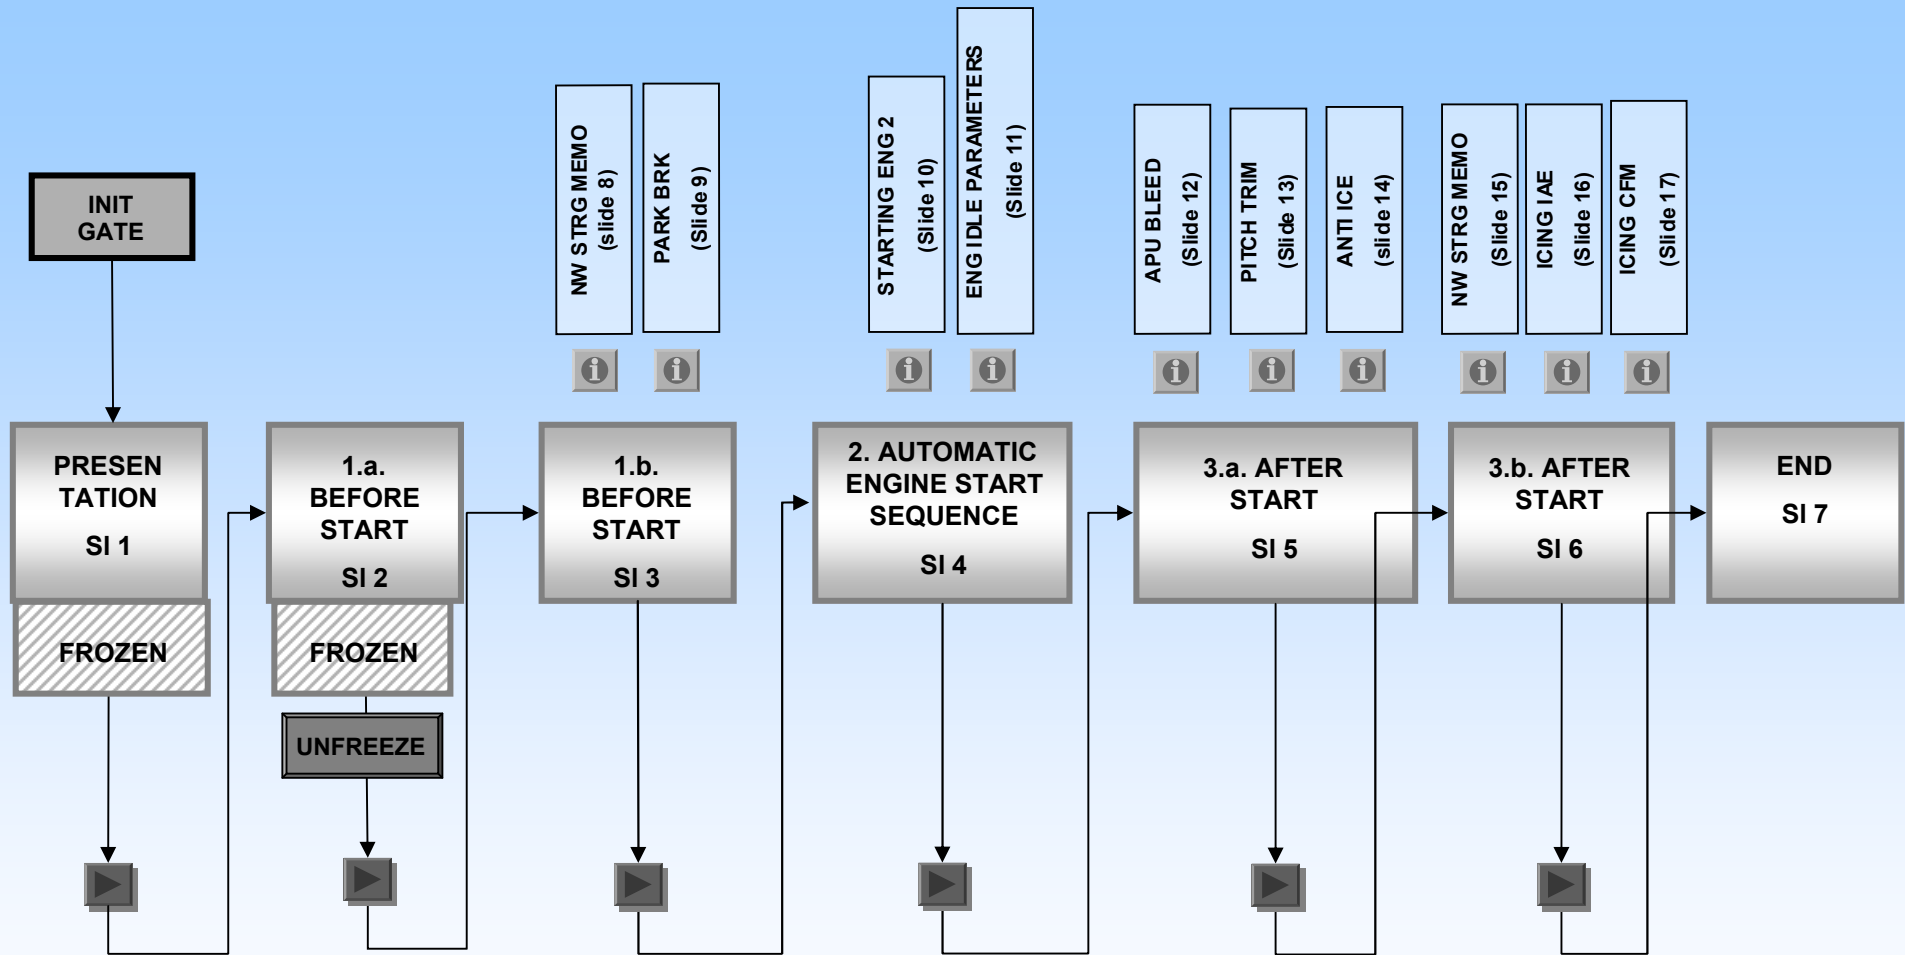 INIT
GATE
NW STRG MEMO
(slide 8)
PARK BRK
(Slide 9)
STARTING ENG 2
(Slide 10)
ENG IDLE PARAMETERS
(Slide 11)
APU BLEED
(Slide 12)
PITCH TRIM
(Slide 13)
ANTI ICE
(slide 14)
NW STRG MEMO
(Slide 15)
ICING IAE
(Slide 16)
ICING CFM
(Slide 17)
PRESEN
TATION
SI 1
FROZEN
1.a.
BEFORE
START
SI 2
FROZEN
UNFREEZE
1.b.
BEFORE
START
SI 3
2. AUTOMATIC
ENGINE START
SEQUENCE
SI 4
3.a. AFTER
START
SI 5
3.b. AFTER
START
SI 6
END
SI 7